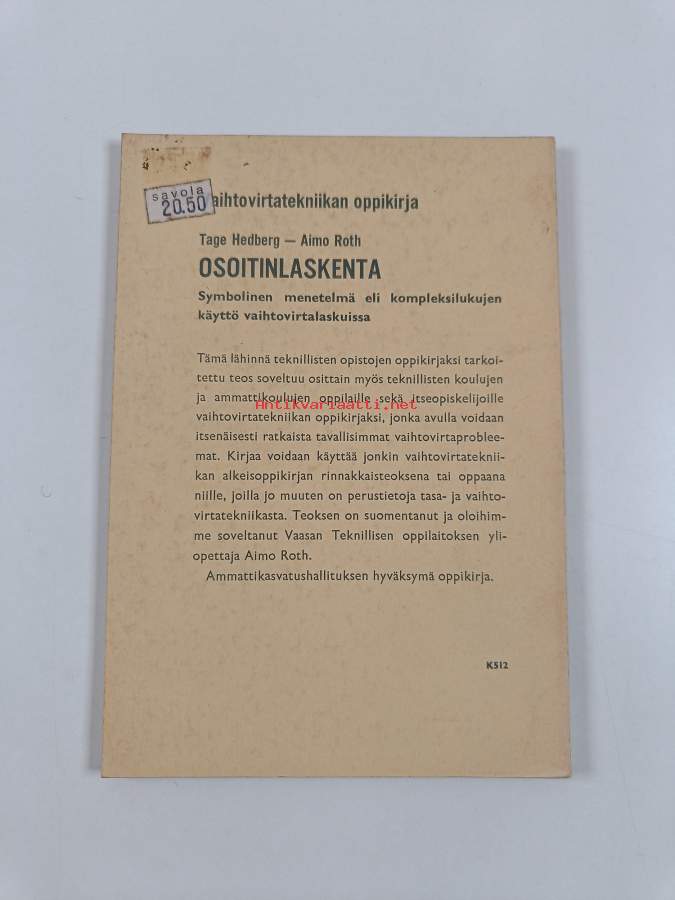 savola
20.50
aihtovirtatekniikan oppikirja
Tage Hedberg — Aimo Roth
OSOITINLASKENTA
Symbolinen menetelmä eli kompleksilukujen
käyttö vaihtovirtalaskuissa
Tämä lähinnä teknillisten opistojen oppikirjaksi tarkoi-
tettu teos soveltuu osittain myös teknillisten koulujen
ja ammattikoulujen oppilaille sekä itseopiskelijoille
Antikvariaatti.net
vaihtovirtatekniikan oppikirjaksi, jonka avulla voidaan
itsenäisesti ratkaista tavallisimmat vaihtovirtaproblee-
mat. Kirjaa voidaan käyttää jonkin vaihtovirtatekni-
kan alkeisoppikirjan rinnakkaisteoksena tai oppaana
niille, joilla jo muuten on perustietoja tasa- ja vaihto-
virtatekniikasta. Teoksen on suomentanut ja oloihim-
me soveltanut Vaasan Teknillisen oppilaitoksen yli-
opettaja Aimo Roth.
Ammattikasvatushallituksen hyväksymä oppikirja.
K512